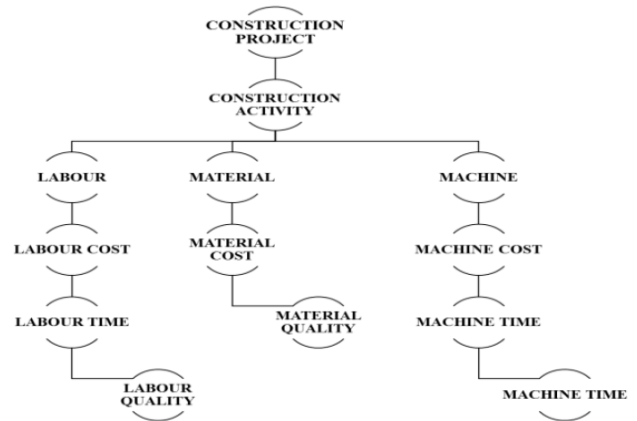 CONSTRUCTION
PROJECT
CONSTRUCTION
ACTIVITY
LABOUR
MATERIAL
MACHINE
LABOUR COST
MATERIAL
COST
MACHINE COST
LABOUR TIME
MATERIAL
QUALITY
MACHINE TIME
LABOUR
QUALITY
MACHINE TIME